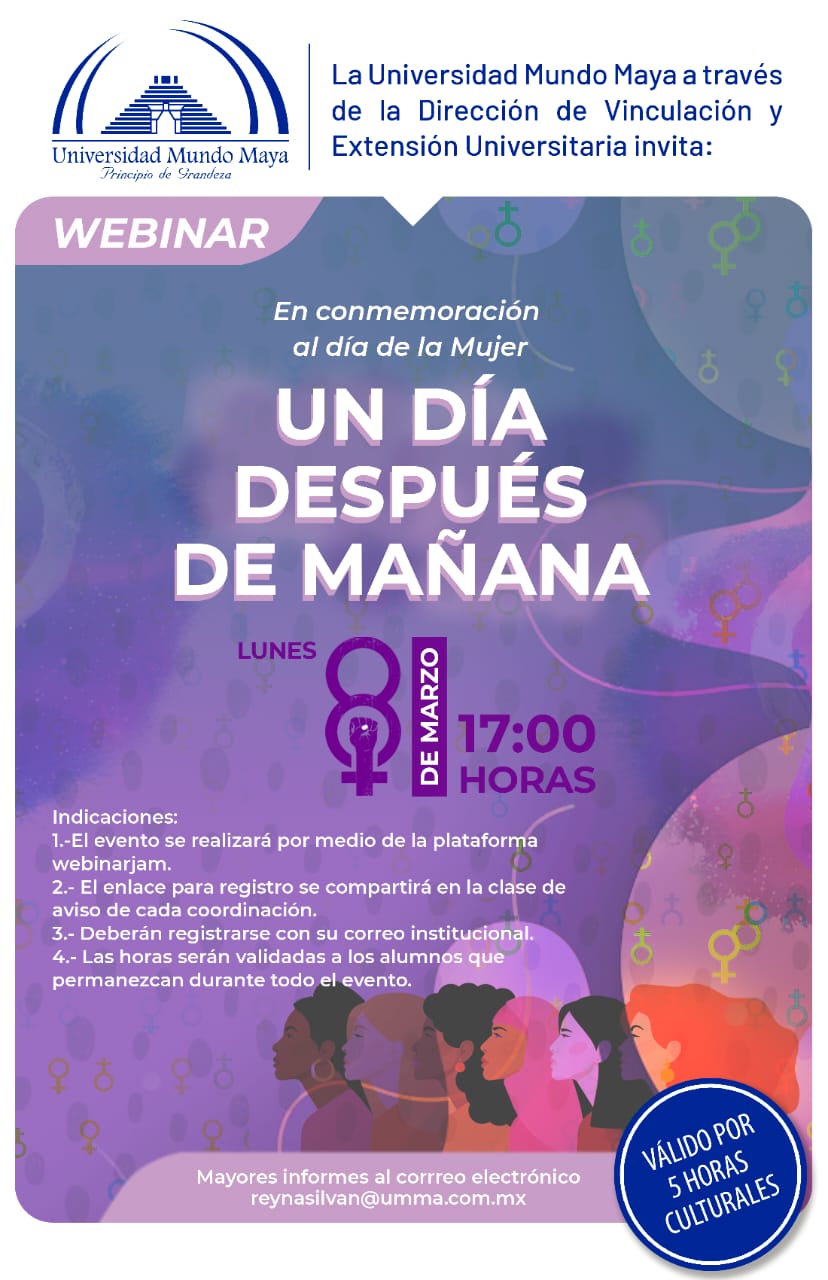 Universidad Mundo Maya
Principio de Grandeza
La Universidad Mundo Maya a través
de la Dirección de Vinculación y
Extensión Universitaria invita:
WEBINAR
En conmemoración
al día de la Mujer
UN DÍA
DESPUÉS
DE MAÑANA
LUNES
8
DE MARZO
17:00
HORAS
Indicaciones:
1.-El evento se realizará por medio de la plataforma
webinarjam.
2.- El enlace para registro se compartirá en la clase de
aviso de cada coordinación.
3.- Deberán registrarse con su correo institucional.
4.- Las horas serán validadas a los alumnos que
permanezcan durante todo el evento.
Mayores informes al corrreo electrónico
reynasilvan@umma.com.mx
VÁLIDO POR
5 HORAS
CULTURALES